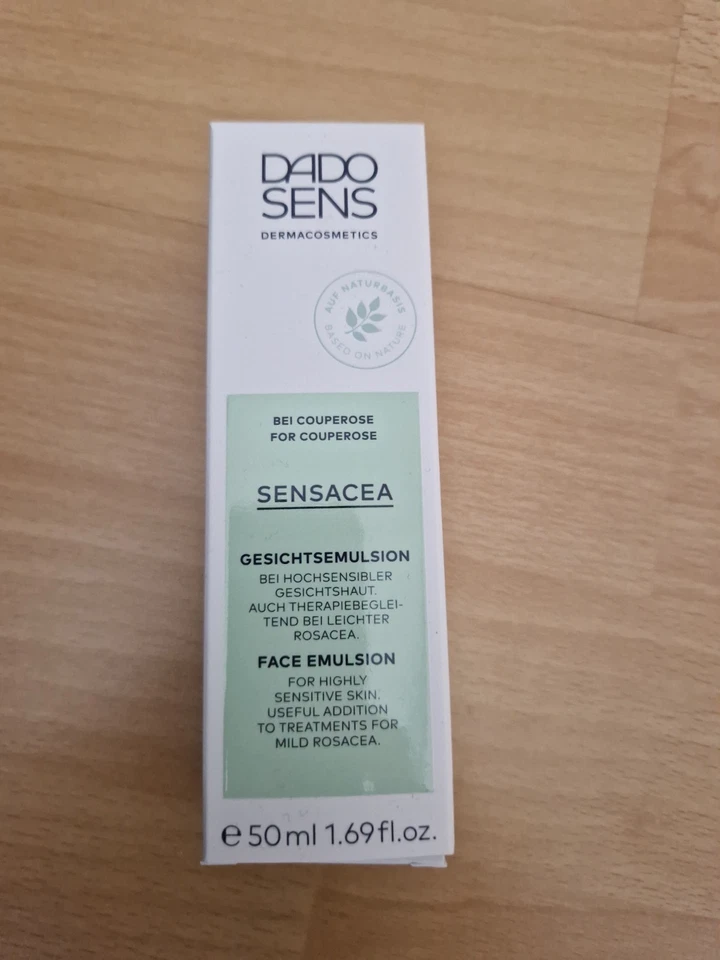 DADO
SENS
DERMACOSMETICS
AUF NATURBASIS
BASED ON NATURE
BEI COUPEROSE
FOR COUPEROSE
SENSACEA
GESICHTSEMULSION
BEI HOCHSENSIBLER
GESICHTSHAUT.
AUCH THERAPIEBEGLEI-
TEND BEI LEICHTER
ROSACEA.
FACE EMULSION
FOR HIGHLY
SENSITIVE SKIN.
USEFUL ADDITION
TO TREATMENTS FOR
MILD ROSACEA.
℮ 50 ml 1.69 fl.oz.